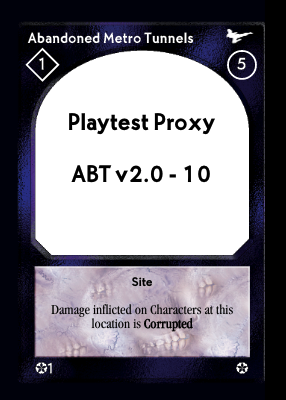 Abandoned Metro Tunnels
1
5
Playtest Proxy
ABT v2.0 - 10
Site
Damage inflicted on Characters at this
location is Corrupted
1